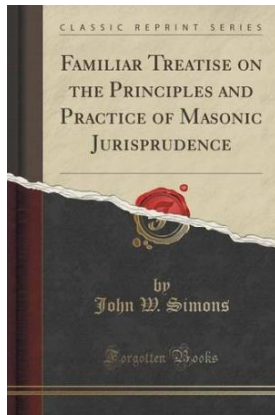 CLASSIC REPRINT SERIES
FAMILIAR TREATISE ON
THE PRINCIPLES AND
PRACTICE OF MASONIC
JURISPRUDENCE
by
John W. Simons
Forgotten Books